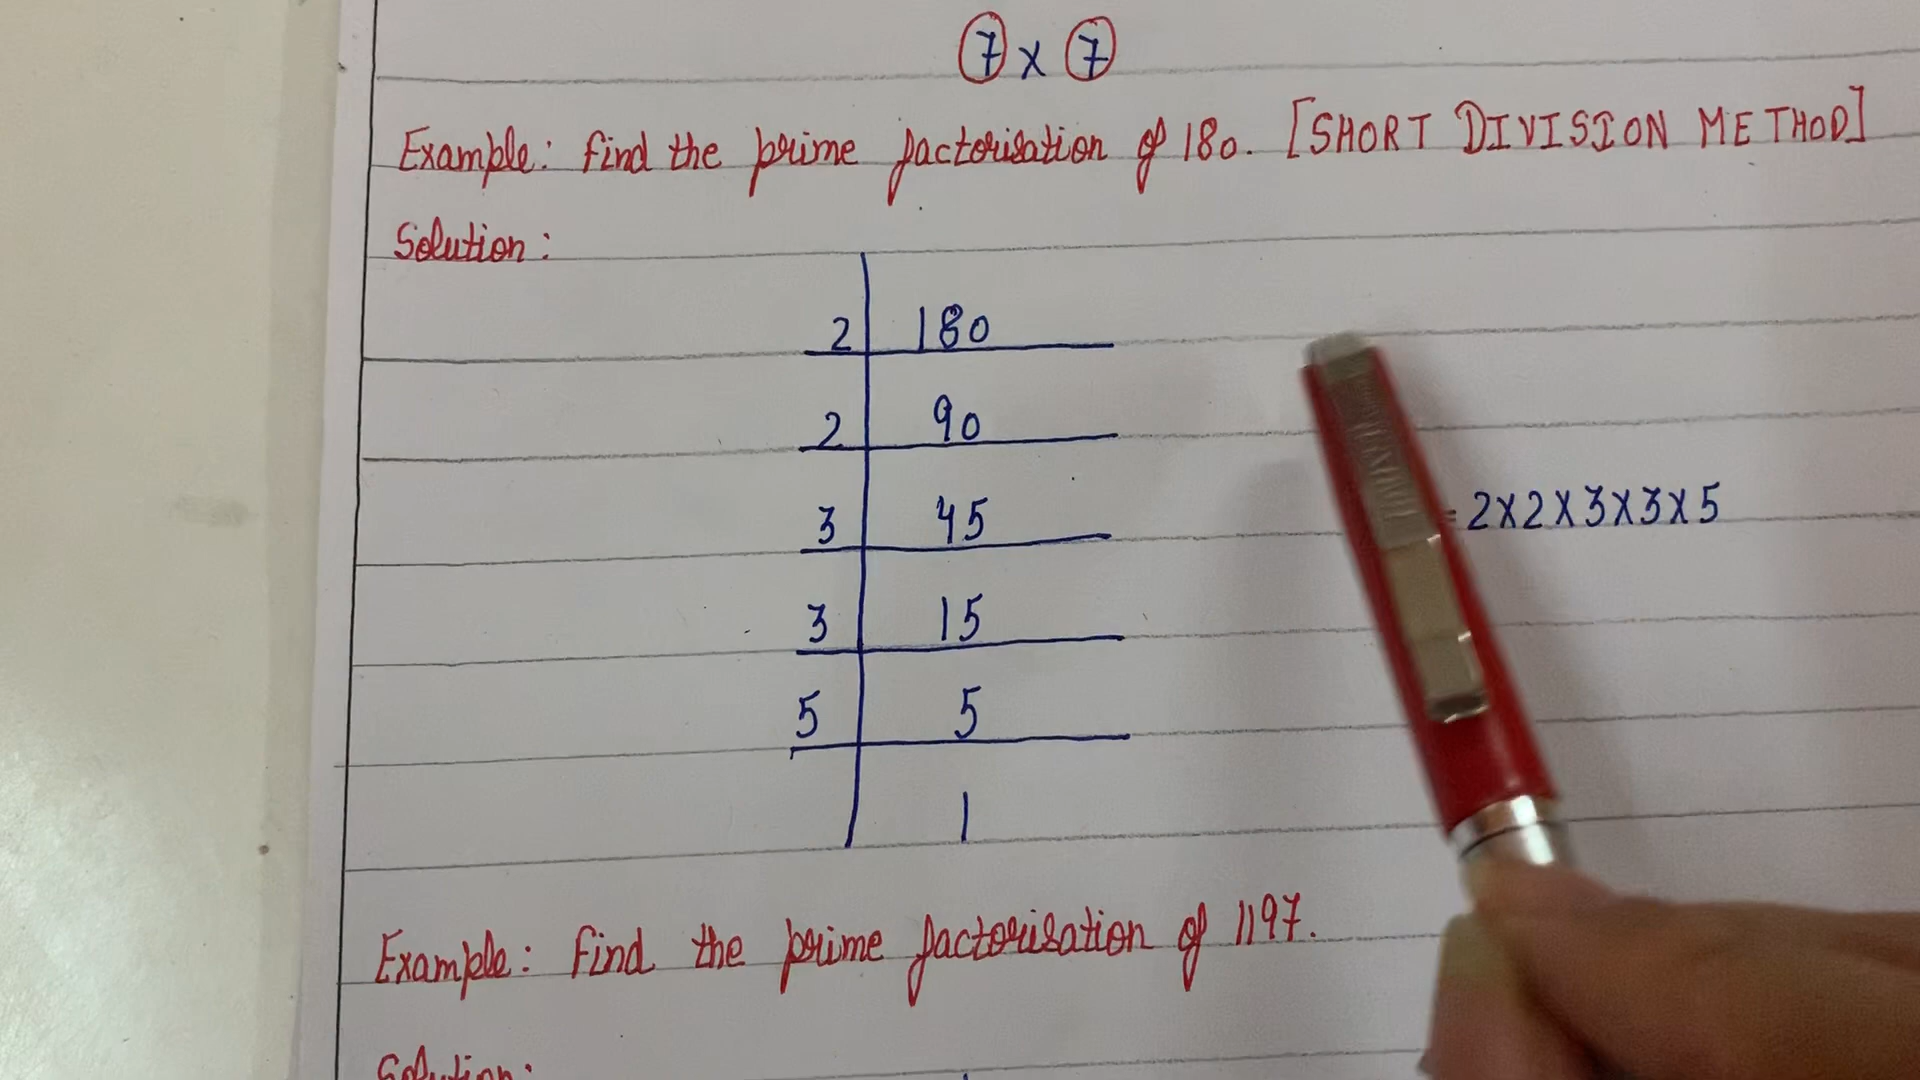 7 x 7
Example: find the prime factorisation of 180. [SHORT DIVISION METHOD]
Solution:
2 | 180
2 | 90
3 | 45
= 2x2x3x3x5
3 | 15
5 | 5
1
Example: find the prime factorisation of 1197.
Solution: